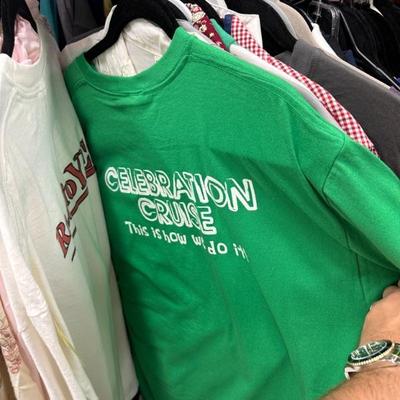 CELEBRATION
CRUISE
This is how we do it!